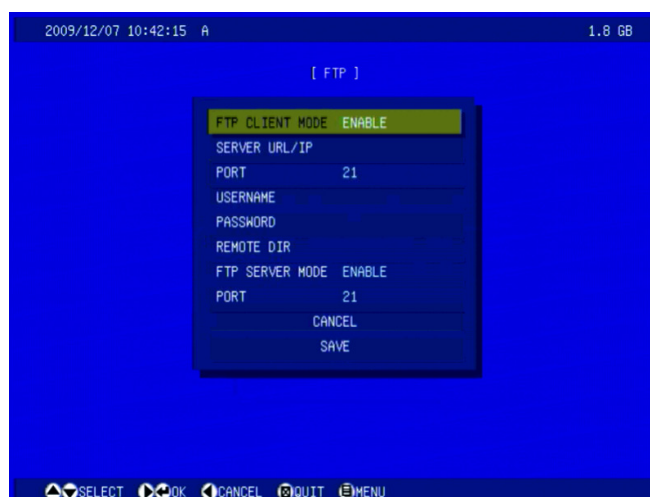 2009/12/07 10:42:15 A 1.8 GB
[ FTP ]
FTP CLIENT MODE ENABLE
SERVER URL/IP
PORT 21
USERNAME
PASSWORD
REMOTE DIR
FTP SERVER MODE ENABLE
PORT 21
CANCEL
SAVE
SELECT OK CANCEL QUIT MENU